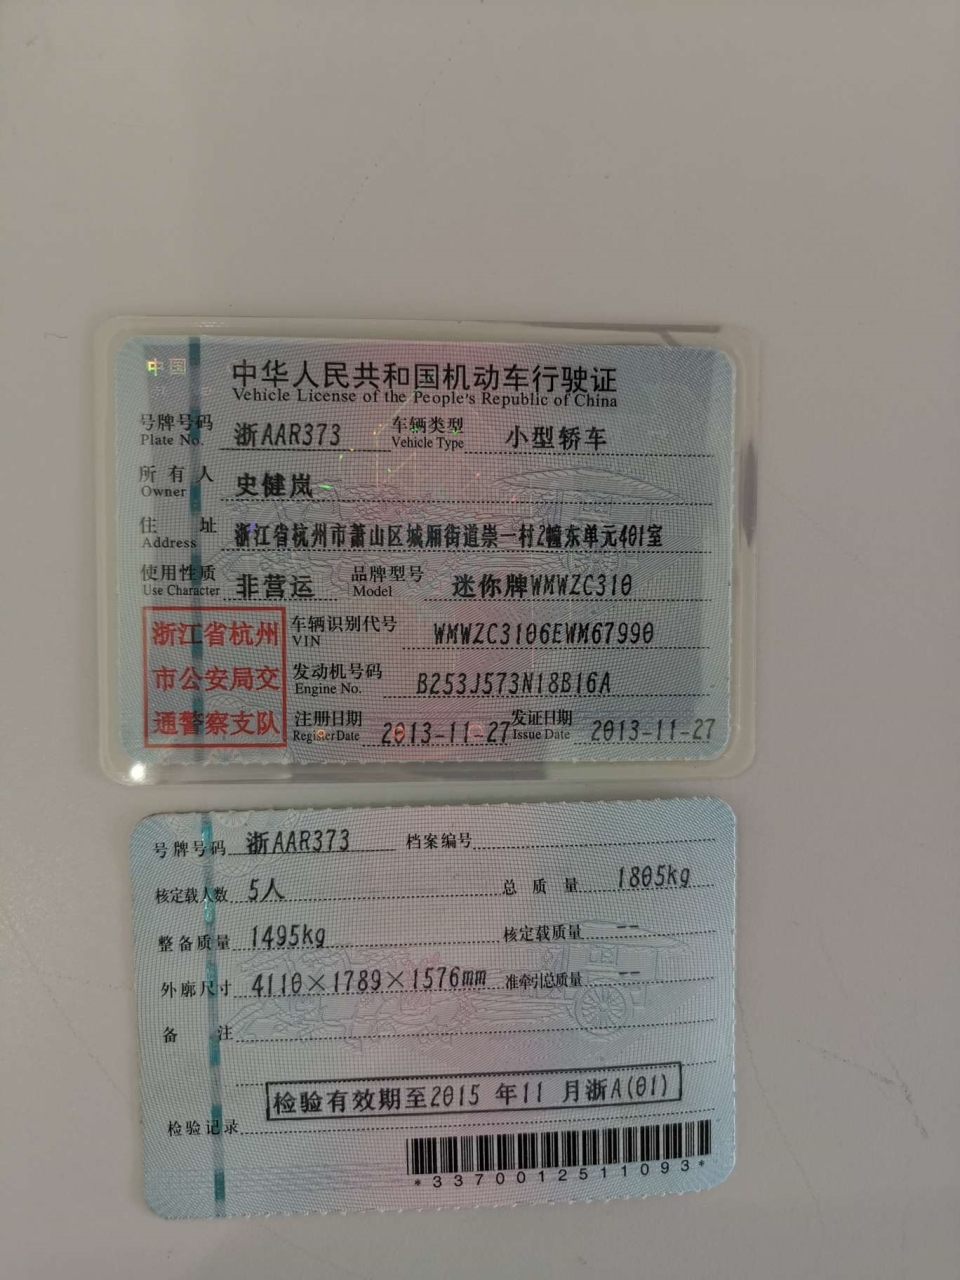 中国
中华人民共和国机动车行驶证
Vehicle License of the People's Republic of China
号牌号码 浙AAR373 车辆类型 小型轿车
Plate No. Vehicle Type
所有人 史健岚
Owner
住址 浙江省杭州市萧山区城厢街道崇一村2幢东单元401室
Address
使用性质 非营运 品牌型号 迷你牌WMWZC310
Use Character Model
浙江省杭州
市公安局交
通警察支队
车辆识别代号 WMWZC3106EWM67990
VIN
发动机号码 B253J573N18B16A
Engine No.
注册日期 2013-11-27 发证日期 2013-11-27
Register Date Issue Date
号牌号码 浙AAR373 档案编号
核定载人数 5人 总质量 1805kg
整备质量 1495kg 核定载质量 --
外廓尺寸 4110×1789×1576mm 准牵引总质量 --
备注
检验有效期至2015 年11 月浙A(01)
检验记录
*3370012511093*